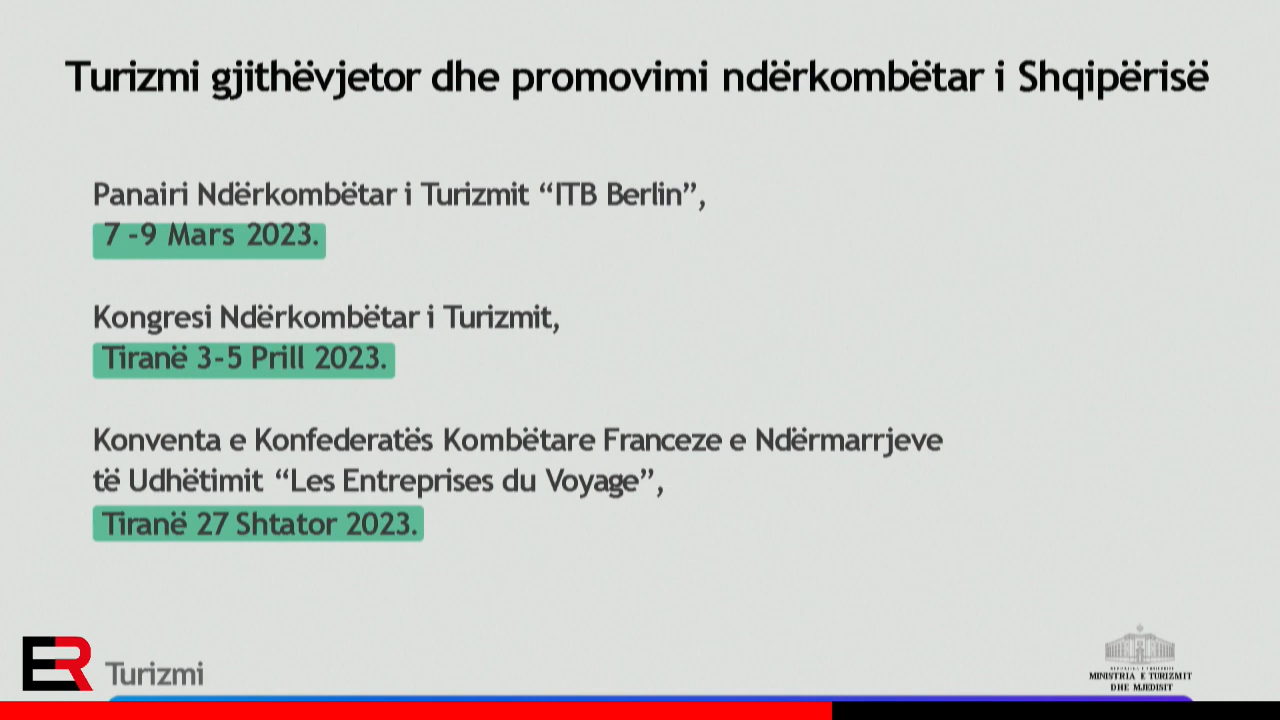 Turizmi gjithëvjetor dhe promovimi ndërkombëtar i Shqipërisë
Panairi Ndërkombëtar i Turizmit “ITB Berlin”,
7 -9 Mars 2023.
Kongresi Ndërkombëtar i Turizmit,
Tiranë 3-5 Prill 2023.
Konventa e Konfederatës Kombëtare Franceze e Ndërmarrjeve
të Udhëtimit “Les Entreprises du Voyage”,
Tiranë 27 Shtator 2023.
ER
Turizmi
MINISTRIA E TURIZMIT
DHE MJEDISIT